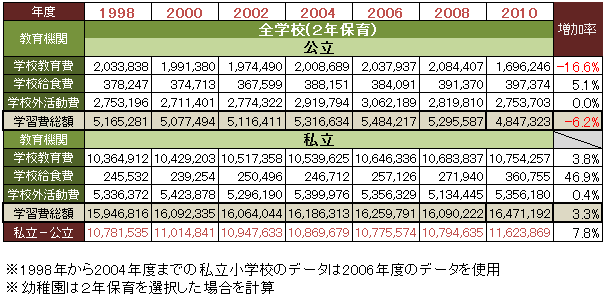 年度 1998 2000 2002 2004 2006 2008 2010 増加率
教育機関 全学校(２年保育)
公立
学校教育費 2,033,838 1,991,380 1,974,490 2,008,689 2,037,937 2,084,407 1,696,246 -16.6%
学校給食費 378,247 374,713 367,599 388,151 384,091 391,370 397,374 5.1%
学校外活動費 2,753,196 2,711,401 2,774,322 2,919,794 3,062,189 2,819,810 2,753,703 0.0%
学習費総額 5,165,281 5,077,494 5,116,411 5,316,634 5,484,217 5,295,587 4,847,323 -6.2%
教育機関 私立
学校教育費 10,364,912 10,429,203 10,517,358 10,539,625 10,646,336 10,683,837 10,754,257 3.8%
学校給食費 245,532 239,254 250,496 246,712 257,126 271,940 360,755 46.9%
学校外活動費 5,336,372 5,423,878 5,296,190 5,399,976 5,356,329 5,134,445 5,356,180 0.4%
学習費総額 15,946,816 16,092,335 16,064,044 16,186,313 16,259,791 16,090,222 16,471,192 3.3%
私立－公立 10,781,535 11,014,841 10,947,633 10,869,679 10,775,574 10,794,635 11,623,869 7.8%
※1998年から2004年度までの私立小学校のデータは2006年度のデータを使用
※幼稚園は２年保育を選択した場合を計算